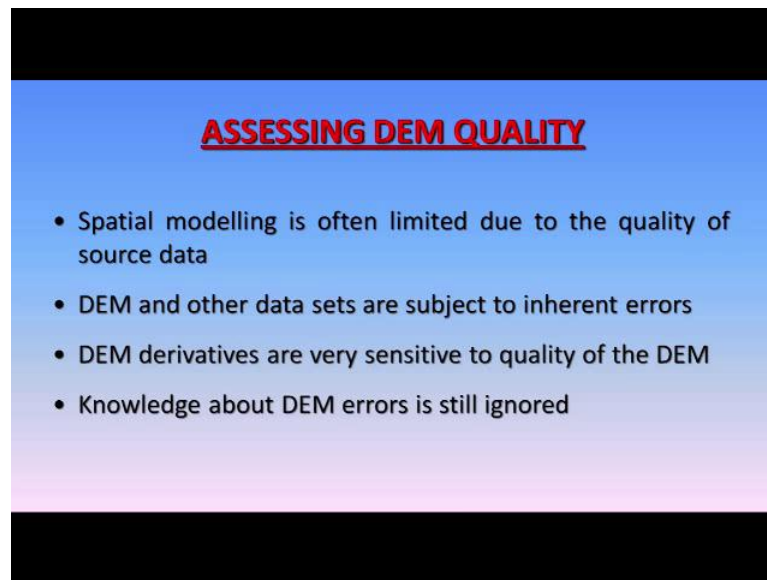 ASSESSING DEM QUALITY
• Spatial modelling is often limited due to the quality of
source data
• DEM and other data sets are subject to inherent errors
• DEM derivatives are very sensitive to quality of the DEM
• Knowledge about DEM errors is still ignored